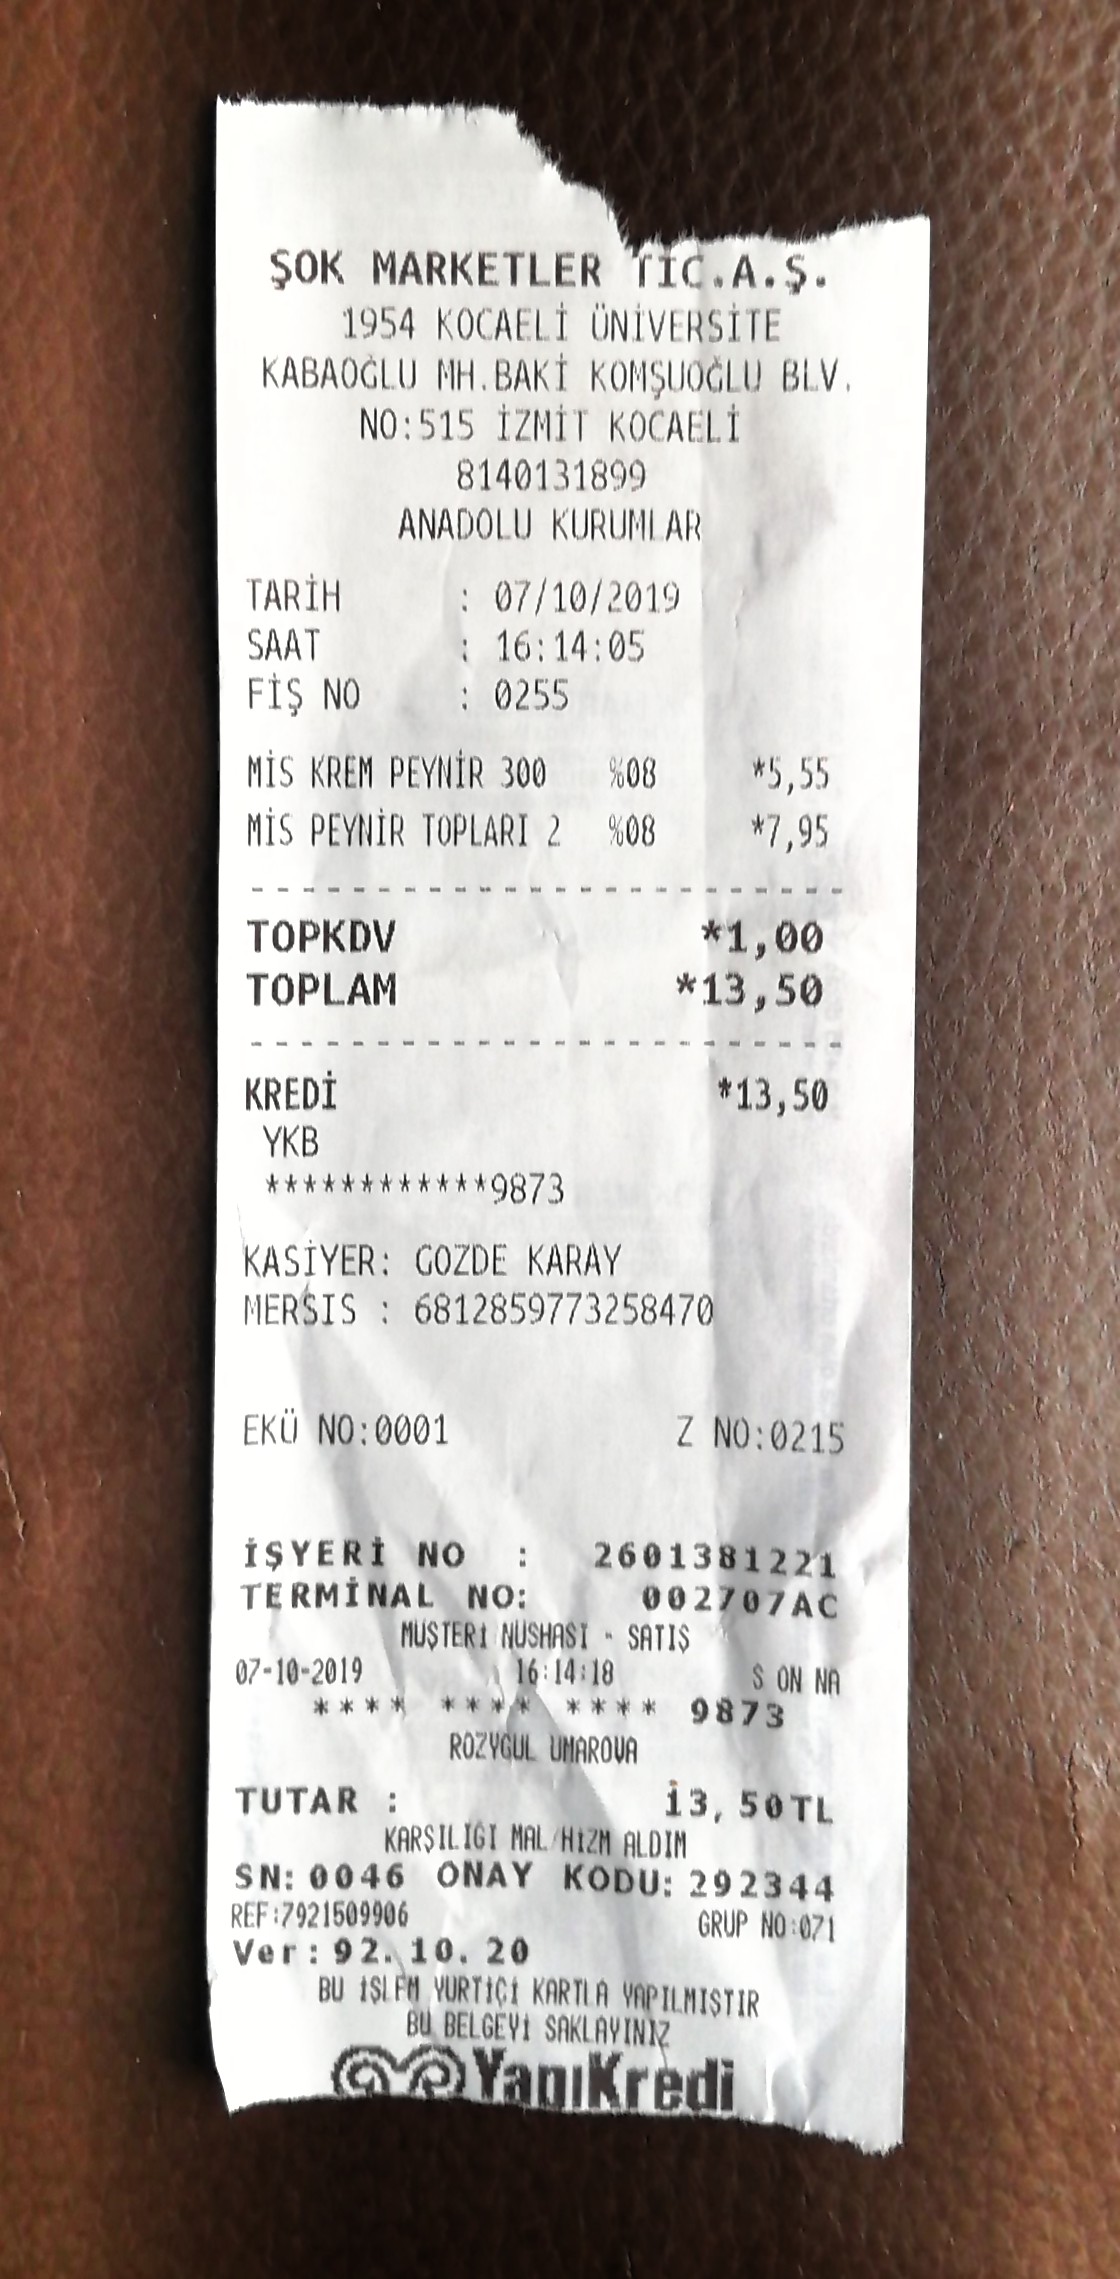 ŞOK MARKETLER TİC.A.Ş.
1954 KOCAELİ ÜNİVERSİTE
KABAOĞLU MH.BAKİ KOMŞUOĞLU BLV.
NO:515 İZMİT KOCAELİ
8140131899
ANADOLU KURUMLAR
TARİH : 07/10/2019
SAAT : 16:14:05
FİŞ NO : 0255
MİS KREM PEYNİR 300 %08 *5,55
MİS PEYNİR TOPLARI 2 %08 *7,95
TOPKDV *1,00
TOPLAM *13,50
KREDİ *13,50
YKB
************9873
KASİYER: GOZDE KARAY
MERSIS : 6812859773258470
EKÜ NO:0001 Z NO:0215
İŞYERİ NO : 2601381221
TERMİNAL NO: 002707AC
MÜŞTERİ NÜSHASI - SATIŞ
07-10-2019 16:14:18 S ON NA
**** **** **** 9873
ROZYGUL UMAROVA
TUTAR : 13,50TL
KARŞILIĞI MAL/HİZM ALDIM
SN:0046 ONAY KODU:292344
REF:7921509906 GRUP NO:071
Ver:92.10.20
BU İŞLEM YURTİÇİ KARTLA YAPILMIŞTIR
BU BELGEYİ SAKLAYINIZ
YapıKredi